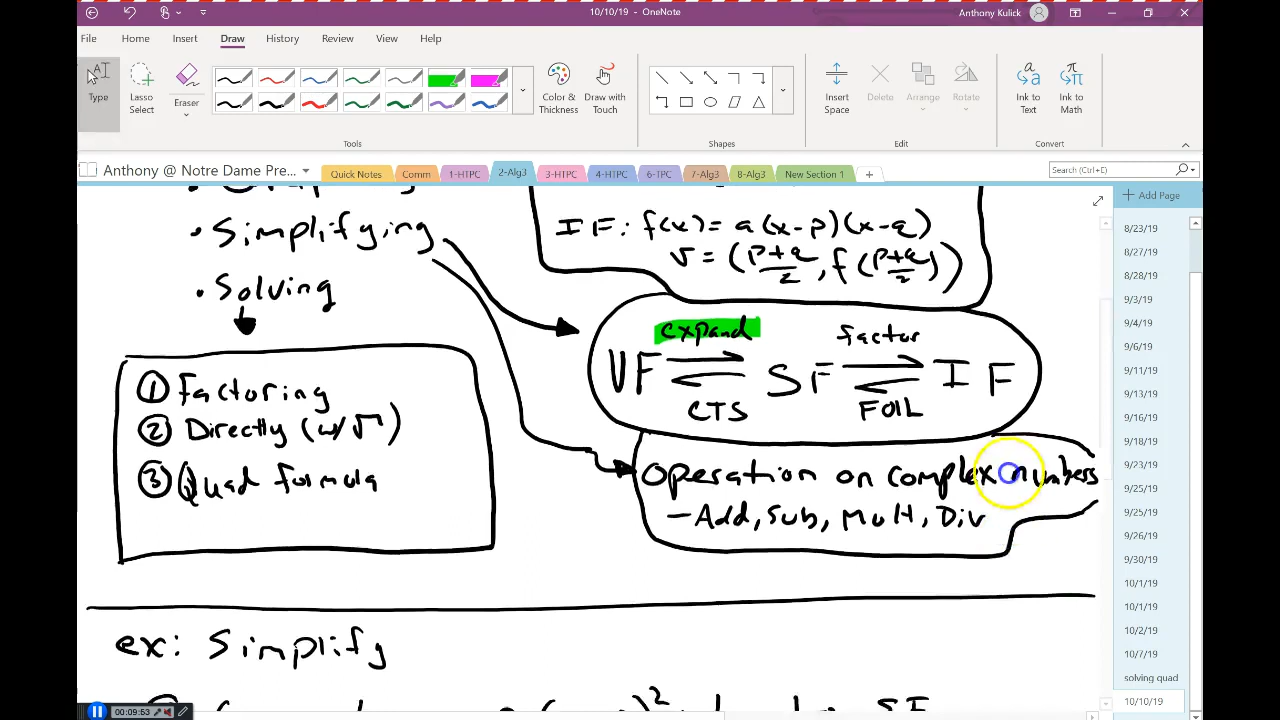 10/10/19 - OneNote
Anthony Kulick
File Home Insert Draw History Review View Help
Type
Lasso Select
Eraser
Color & Thickness
Draw with Touch
Insert Space
Delete
Arrange
Rotate
Ink to Text
Ink to Math
Tools
Shapes
Edit
Convert
Anthony @ Notre Dame Pre...
Quick Notes Comm 1-HTPC 2-Alg3 3-HTPC 4-HTPC 6-TPC 7-Alg3 8-Alg3 New Section 1
Search (Ctrl+E)
Add Page
8/23/19
8/27/19
8/28/19
9/3/19
9/4/19
9/6/19
9/11/19
9/13/19
9/16/19
9/18/19
9/23/19
9/25/19
9/25/19
9/26/19
9/30/19
10/1/19
10/1/19
10/2/19
10/7/19
solving quad
10/10/19
• Simplifying
• Solving
① factoring
② Directly (w/√)
③ Quad formula
IF: f(x) = a(x-p)(x-q)
V = (p+q/2, f(p+q/2))
expand factor
VF ⇌ SF ⇌ IF
CTS FOIL
Operation on complex numbers
- Add, Sub, Mult, Div
ex: Simplify
00:09:53